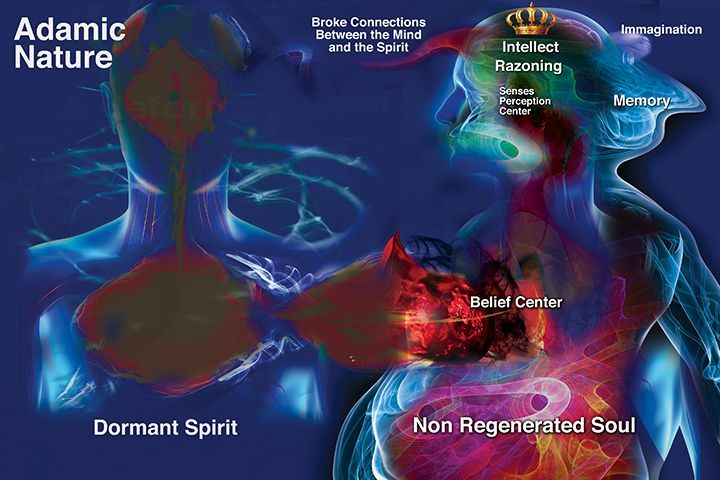 Adamic
Nature
Broke Connections
Between the Mind
and the Spirit
Intellect
Razoning
Immagination
Senses
Perception
Center
Memory
Belief Center
Dormant Spirit
Non Regenerated Soul